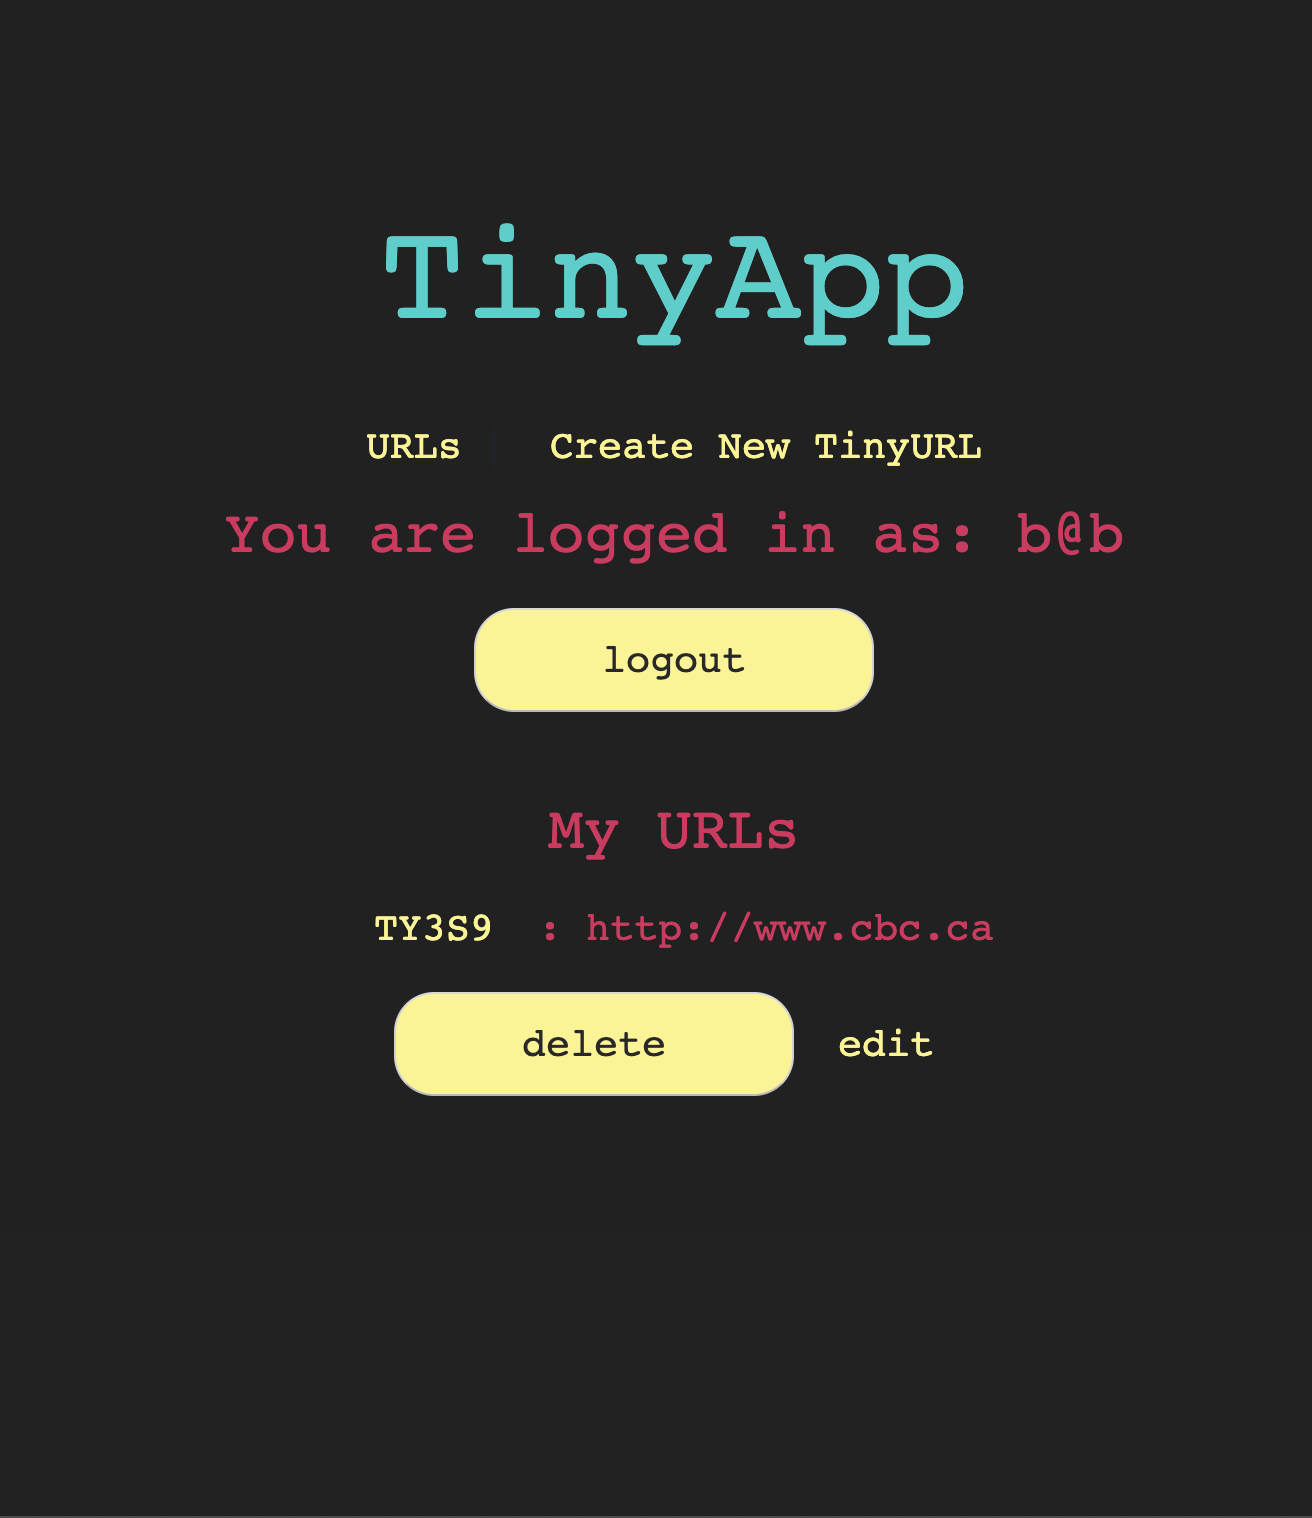 TinyApp
URLs | Create New TinyURL
You are logged in as: b@b
logout
My URLs
TY3S9 : http://www.cbc.ca
delete edit